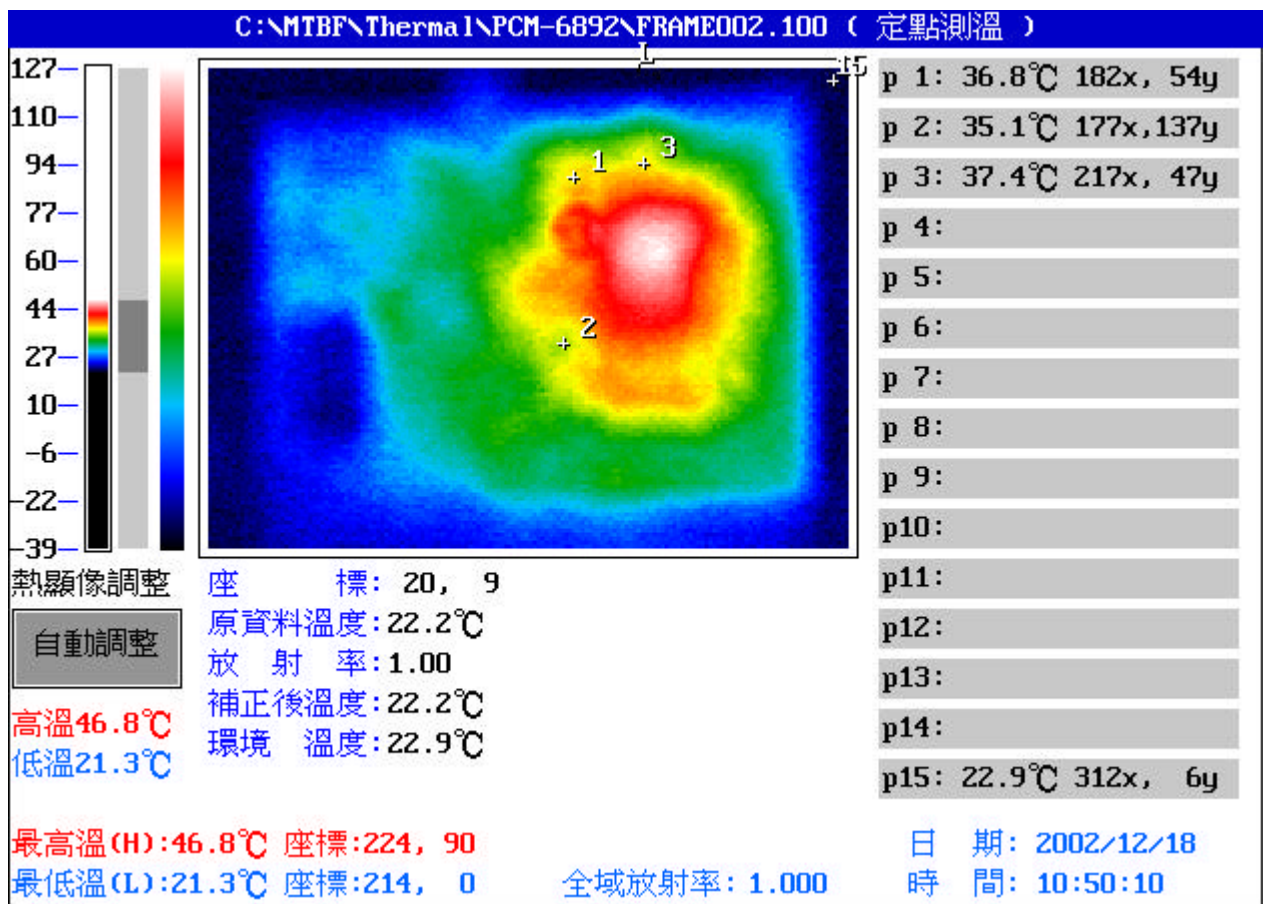 C:\MTBF\Thermal\PCM-6892\FRAME002.100 ( 定點測溫 )
127
110
94
77
60
44
27
10
-6
-22
-39
熱顯像調整
自動調整
高溫46.8℃
低溫21.3℃
L
15
1
3
2
座 標: 20, 9
原資料溫度:22.2℃
放 射 率:1.00
補正後溫度:22.2℃
環境 溫度:22.9℃
p 1: 36.8℃ 182x, 54y
p 2: 35.1℃ 177x,137y
p 3: 37.4℃ 217x, 47y
p 4:
p 5:
p 6:
p 7:
p 8:
p 9:
p10:
p11:
p12:
p13:
p14:
p15: 22.9℃ 312x, 6y
最高溫(H):46.8℃ 座標:224, 90
最低溫(L):21.3℃ 座標:214, 0
全域放射率: 1.000
日 期: 2002/12/18
時 間: 10:50:10